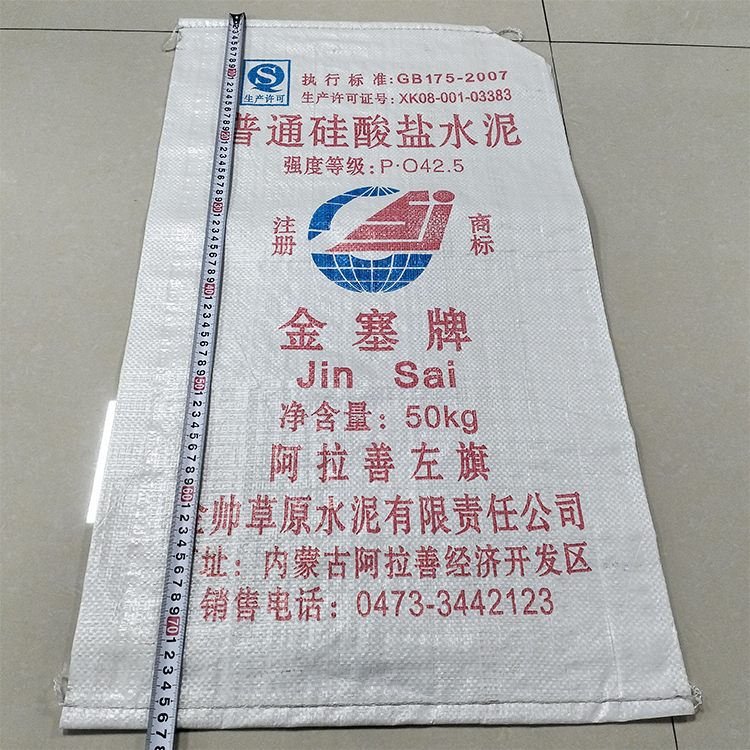 执行标准:GB175-2007
生产许可
生产许可证号:XK08-001-03383
普通硅酸盐水泥
强度等级:P·O42.5
注册
商标
金塞牌
Jin Sai
净含量:50kg
阿拉善左旗
帅草原水泥有限责任公司
址:内蒙古阿拉善经济开发区
销售电话:0473-3442123